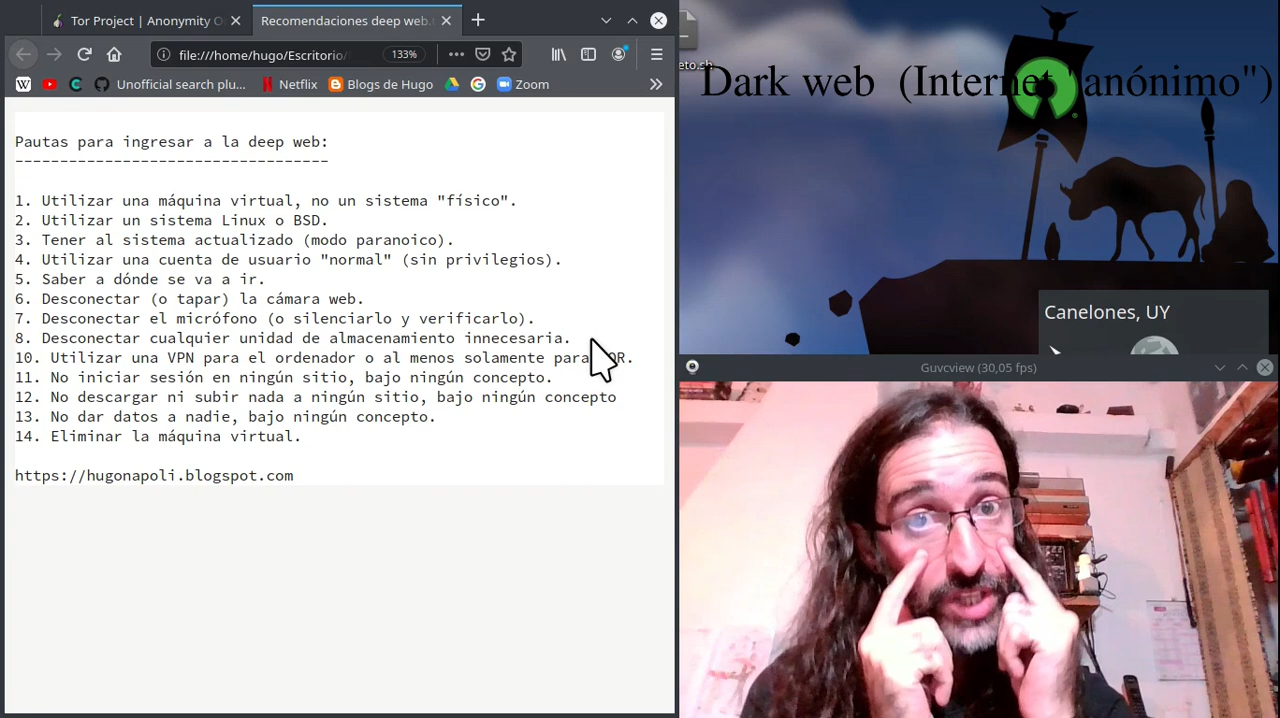 Tor Project | Anonymity O
Recomendaciones deep web.
file:///home/hugo/Escritorio/
133%
Unofficial search plu...
Netflix
Blogs de Hugo
Zoom
Pautas para ingresar a la deep web:
-----------------------------------
1. Utilizar una máquina virtual, no un sistema "físico".
2. Utilizar un sistema Linux o BSD.
3. Tener al sistema actualizado (modo paranoico).
4. Utilizar una cuenta de usuario "normal" (sin privilegios).
5. Saber a dónde se va a ir.
6. Desconectar (o tapar) la cámara web.
7. Desconectar el micrófono (o silenciarlo y verificarlo).
8. Desconectar cualquier unidad de almacenamiento innecesaria.
10. Utilizar una VPN para el ordenador o al menos solamente para OR.
11. No iniciar sesión en ningún sitio, bajo ningún concepto.
12. No descargar ni subir nada a ningún sitio, bajo ningún concepto
13. No dar datos a nadie, bajo ningún concepto.
14. Eliminar la máquina virtual.
https://hugonapoli.blogspot.com
eto.sh
Dark web (Internet "anónimo")
Canelones, UY
Guvcview (30,05 fps)